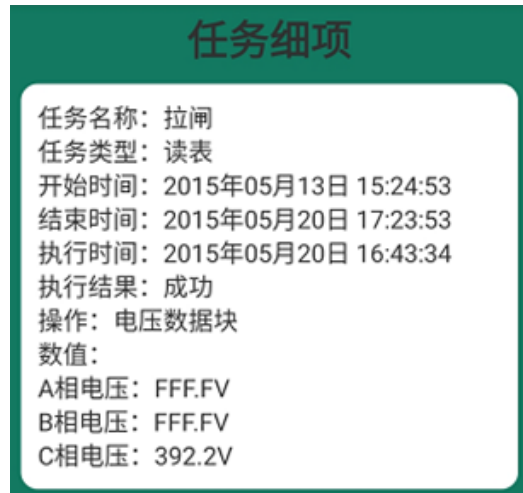 任务细项
任务名称：拉闸
任务类型：读表
开始时间：2015年05月13日 15:24:53
结束时间：2015年05月20日 17:23:53
执行时间：2015年05月20日 16:43:34
执行结果：成功
操作：电压数据块
数值：
A相电压：FFF.FV
B相电压：FFF.FV
C相电压：392.2V